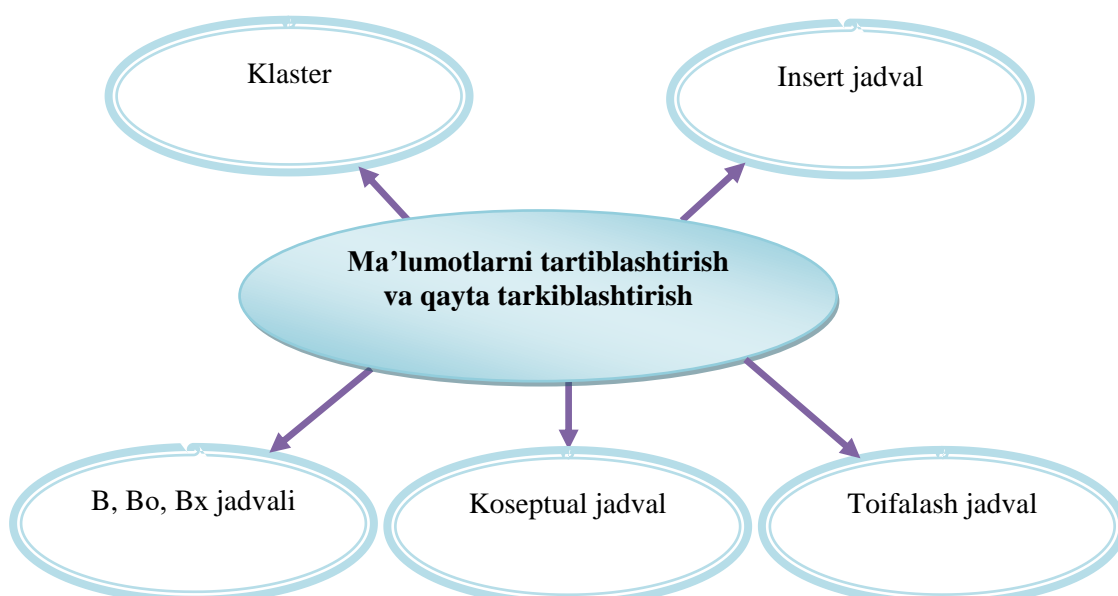 Klaster
Insert jadval
Ma’lumotlarni tartiblashtirish
va qayta tarkiblashtirish
B, Bo, Bx jadvali
Koseptual jadval
Toifalash jadval